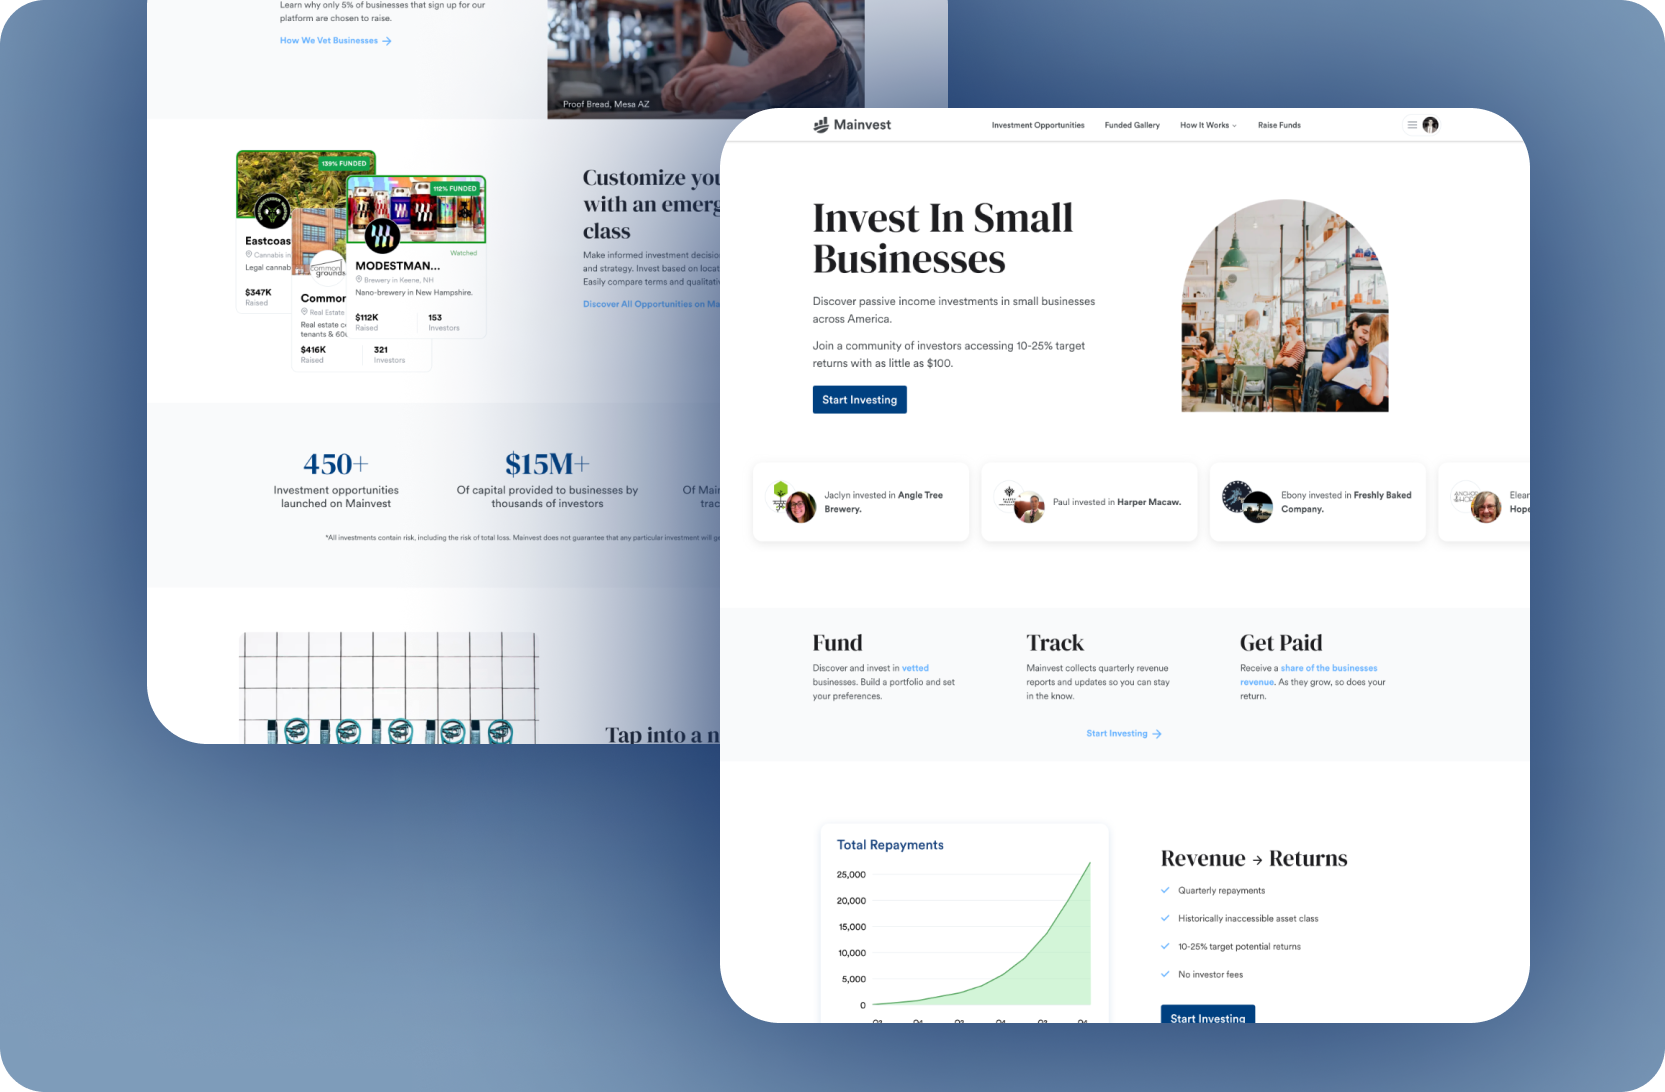 Learn why only 5% of businesses that sign up for our
platform are chosen to raise.
How We Vet Businesses →
Proof Bread, Mesa AZ
139% FUNDED
Eastcoas
Cannabis in
Legal cannab
$347K
Raised
common
grounds
Commor
Real Estate
Real estate co
tenants & 60
$416K
Raised
321
Investors
112% FUNDED
Watched
MODESTMAN...
Brewery in Keene, NH
Nano-brewery in New Hampshire.
$112K
Raised
153
Investors
Customize you
with an emerg
class
Make informed investment decisio
and strategy. Invest based on locat
Easily compare terms and qualitativ
Discover All Opportunities on Ma
450+
Investment opportunities
launched on Mainvest
$15M+
Of capital provided to businesses by
thousands of investors
Of Mair
trac
*All investments contain risk, including the risk of total loss. Mainvest does not guarantee that any particular investment will ge
Tap into a n
Mainvest
Investment Opportunities
Funded Gallery
How It Works
Raise Funds
Invest In Small
Businesses
Discover passive income investments in small businesses
across America.
Join a community of investors accessing 10-25% target
returns with as little as $100.
Start Investing
Jaclyn invested in Angle Tree
Brewery.
Paul invested in Harper Macaw.
Ebony invested in Freshly Baked
Company.
Elear
Hope
Fund
Discover and invest in vetted
businesses. Build a portfolio and set
your preferences.
Track
Mainvest collects quarterly revenue
reports and updates so you can stay
in the know.
Get Paid
Receive a share of the businesses
revenue. As they grow, so does your
return.
Start Investing →
Total Repayments
25,000
20,000
15,000
10,000
5,000
0
Revenue → Returns
Quarterly repayments
Historically inaccessible asset class
10-25% target potential returns
No investor fees
Start Investing